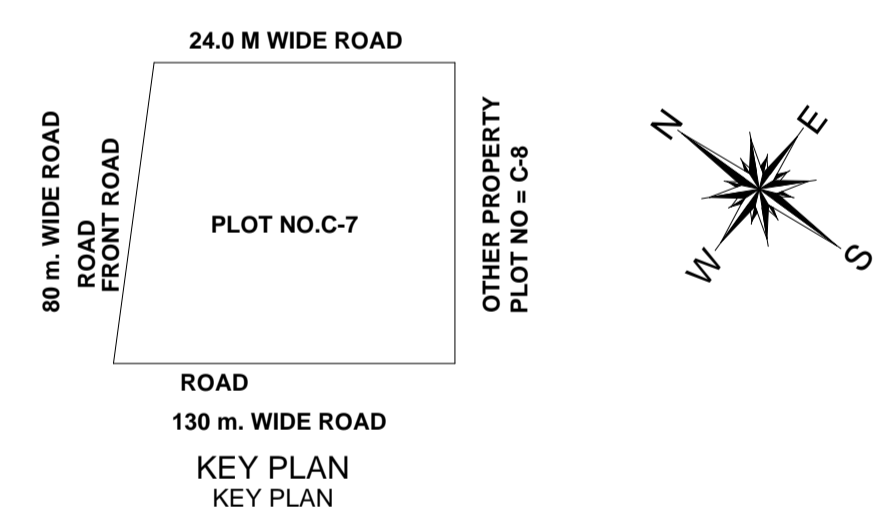 24.0 M WIDE ROAD
80 m. WIDE ROAD
ROAD
FRONT ROAD
PLOT NO.C-7
OTHER PROPERTY
PLOT NO = C-8
N
E
W
S
ROAD
130 m. WIDE ROAD
KEY PLAN
KEY PLAN